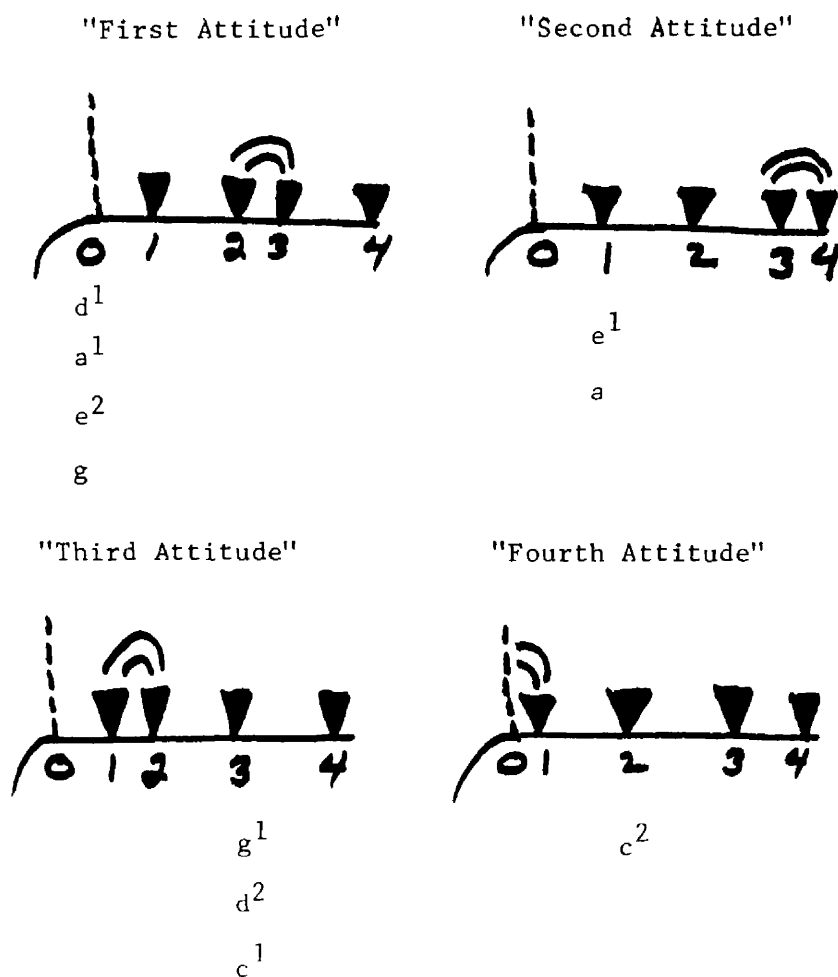 "First Attitude"
"Second Attitude"
0 1 2 3 4
0 1 2 3 4
d¹
a¹
e²
g
e¹
a
"Third Attitude"
"Fourth Attitude"
0 1 2 3 4
0 1 2 3 4
g¹
d²
c¹
c²